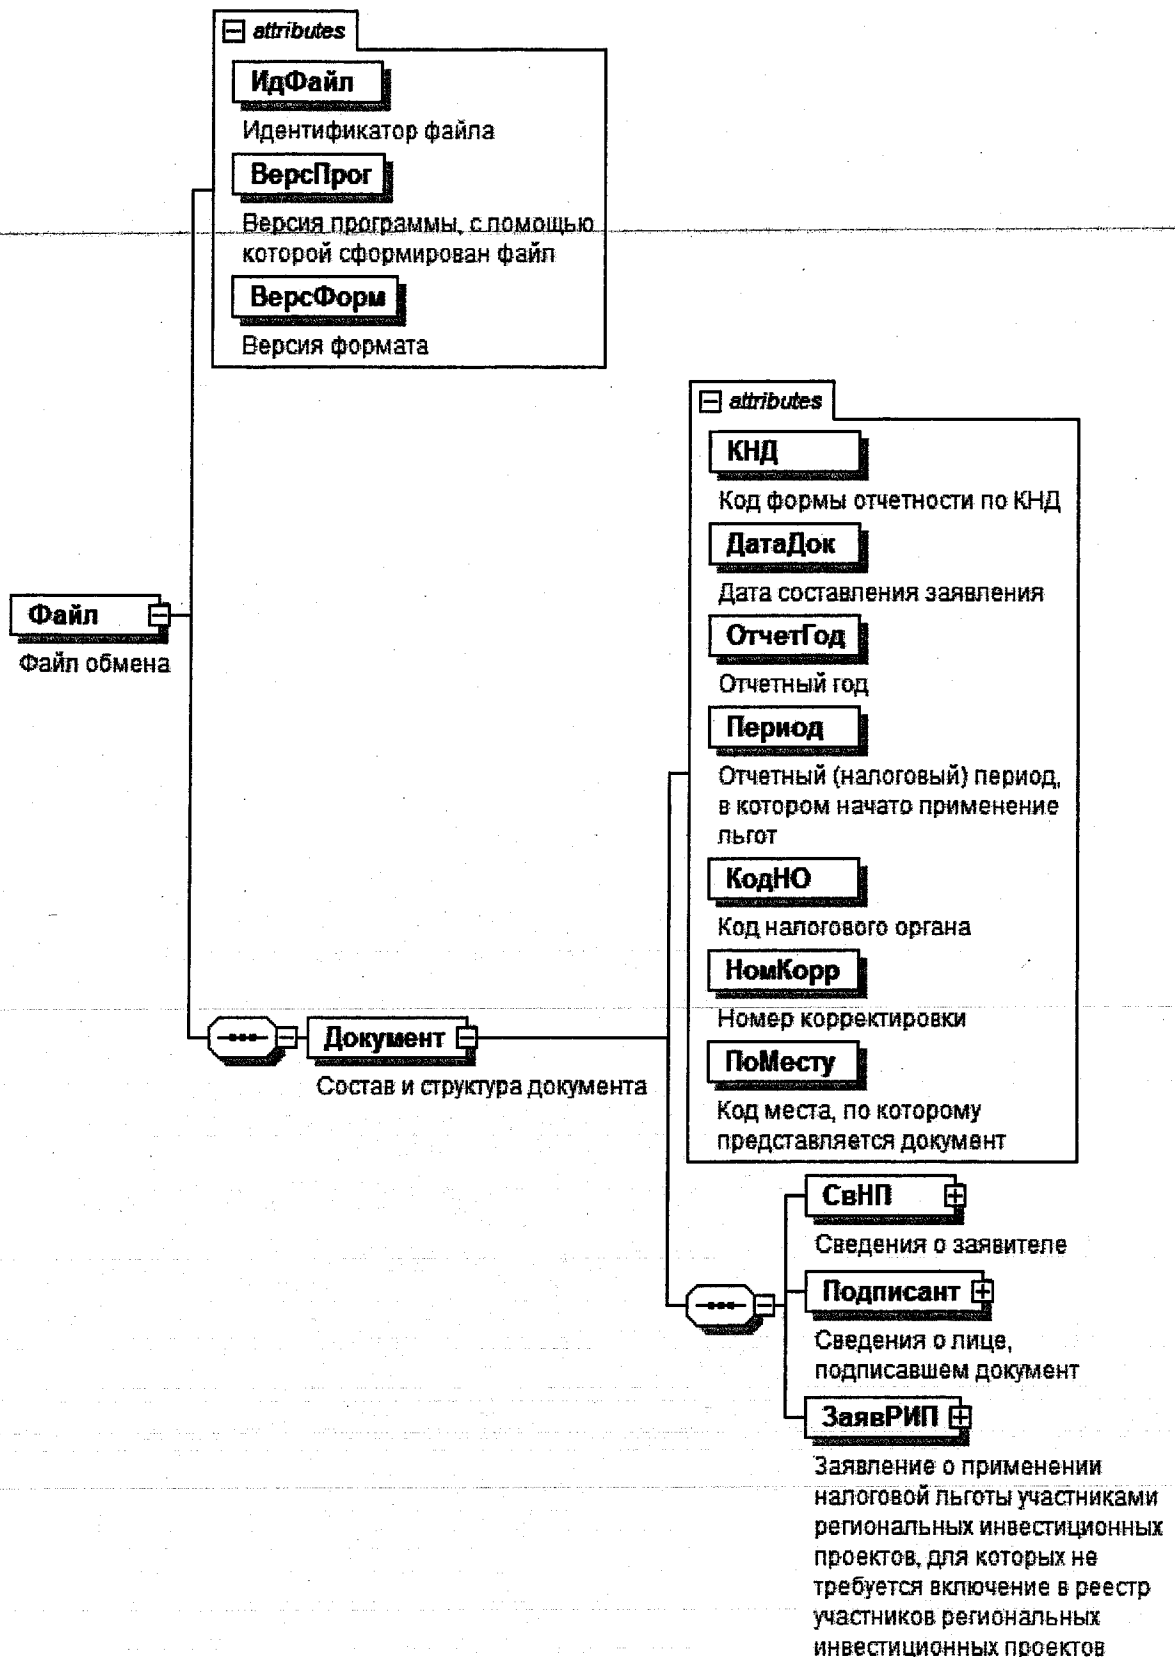 attributes
ИдФайл
Идентификатор файла
ВерсПрог
Версия программы, с помощью
которой сформирован файл
ВерсФорм
Версия формата
Файл
Файл обмена
Документ
Состав и структура документа
attributes
КНД
Код формы отчетности по КНД
ДатаДок
Дата составления заявления
ОтчетГод
Отчетный год
Период
Отчетный (налоговый) период,
в котором начато применение
льгот
КодНО
Код налогового органа
НомКорр
Номер корректировки
ПоМесту
Код места, по которому
представляется документ
СвНП
Сведения о заявителе
Подписант
Сведения о лице,
подписавшем документ
ЗаявРИП
Заявление о применении
налоговой льготы участниками
региональных инвестиционных
проектов, для которых не
требуется включение в реестр
участников региональных
инвестиционных проектов